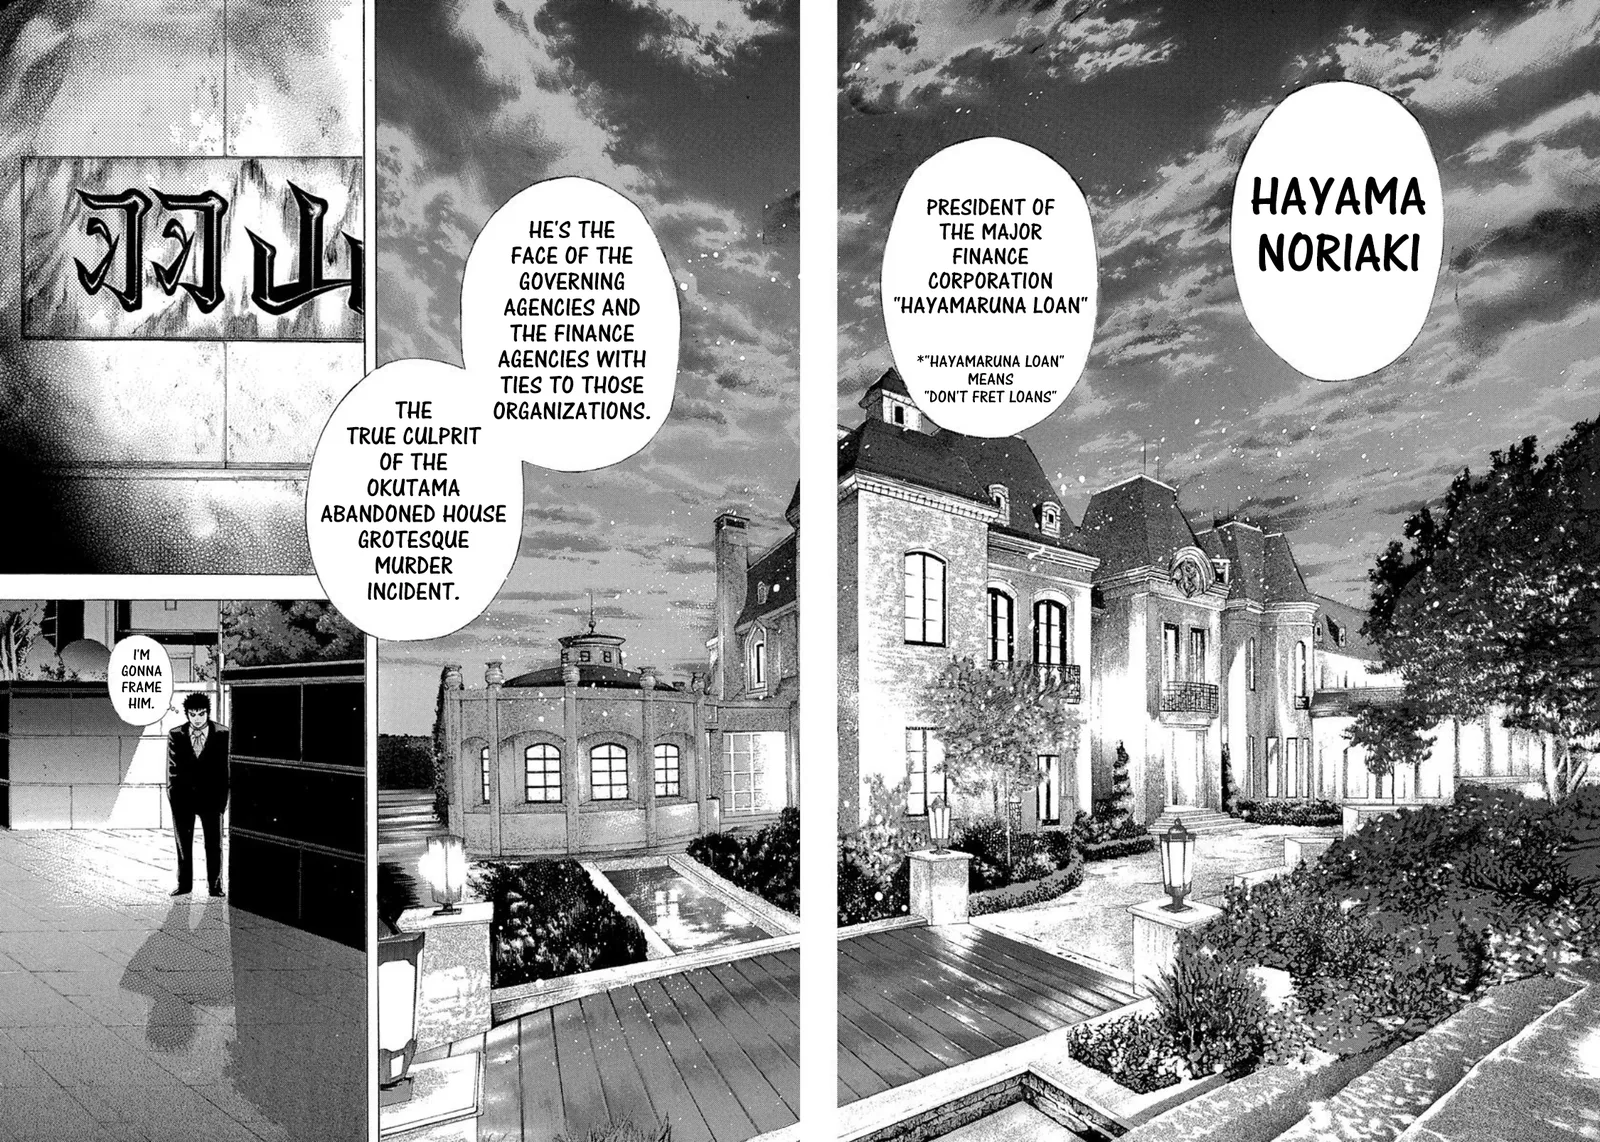 HAYAMA
NORIAKI
PRESIDENT OF
THE MAJOR
FINANCE
CORPORATION
"HAYAMARUNA LOAN"
*"HAYAMARUNA LOAN"
MEANS
"DON'T FRET LOANS"
HE'S THE
FACE OF THE
GOVERNING
AGENCIES AND
THE FINANCE
AGENCIES WITH
TIES TO THOSE
ORGANIZATIONS.
THE
TRUE CULPRIT
OF THE
OKUTAMA
ABANDONED HOUSE
GROTESQUE
MURDER
INCIDENT.
羽山
I'M
GONNA
FRAME
HIM.